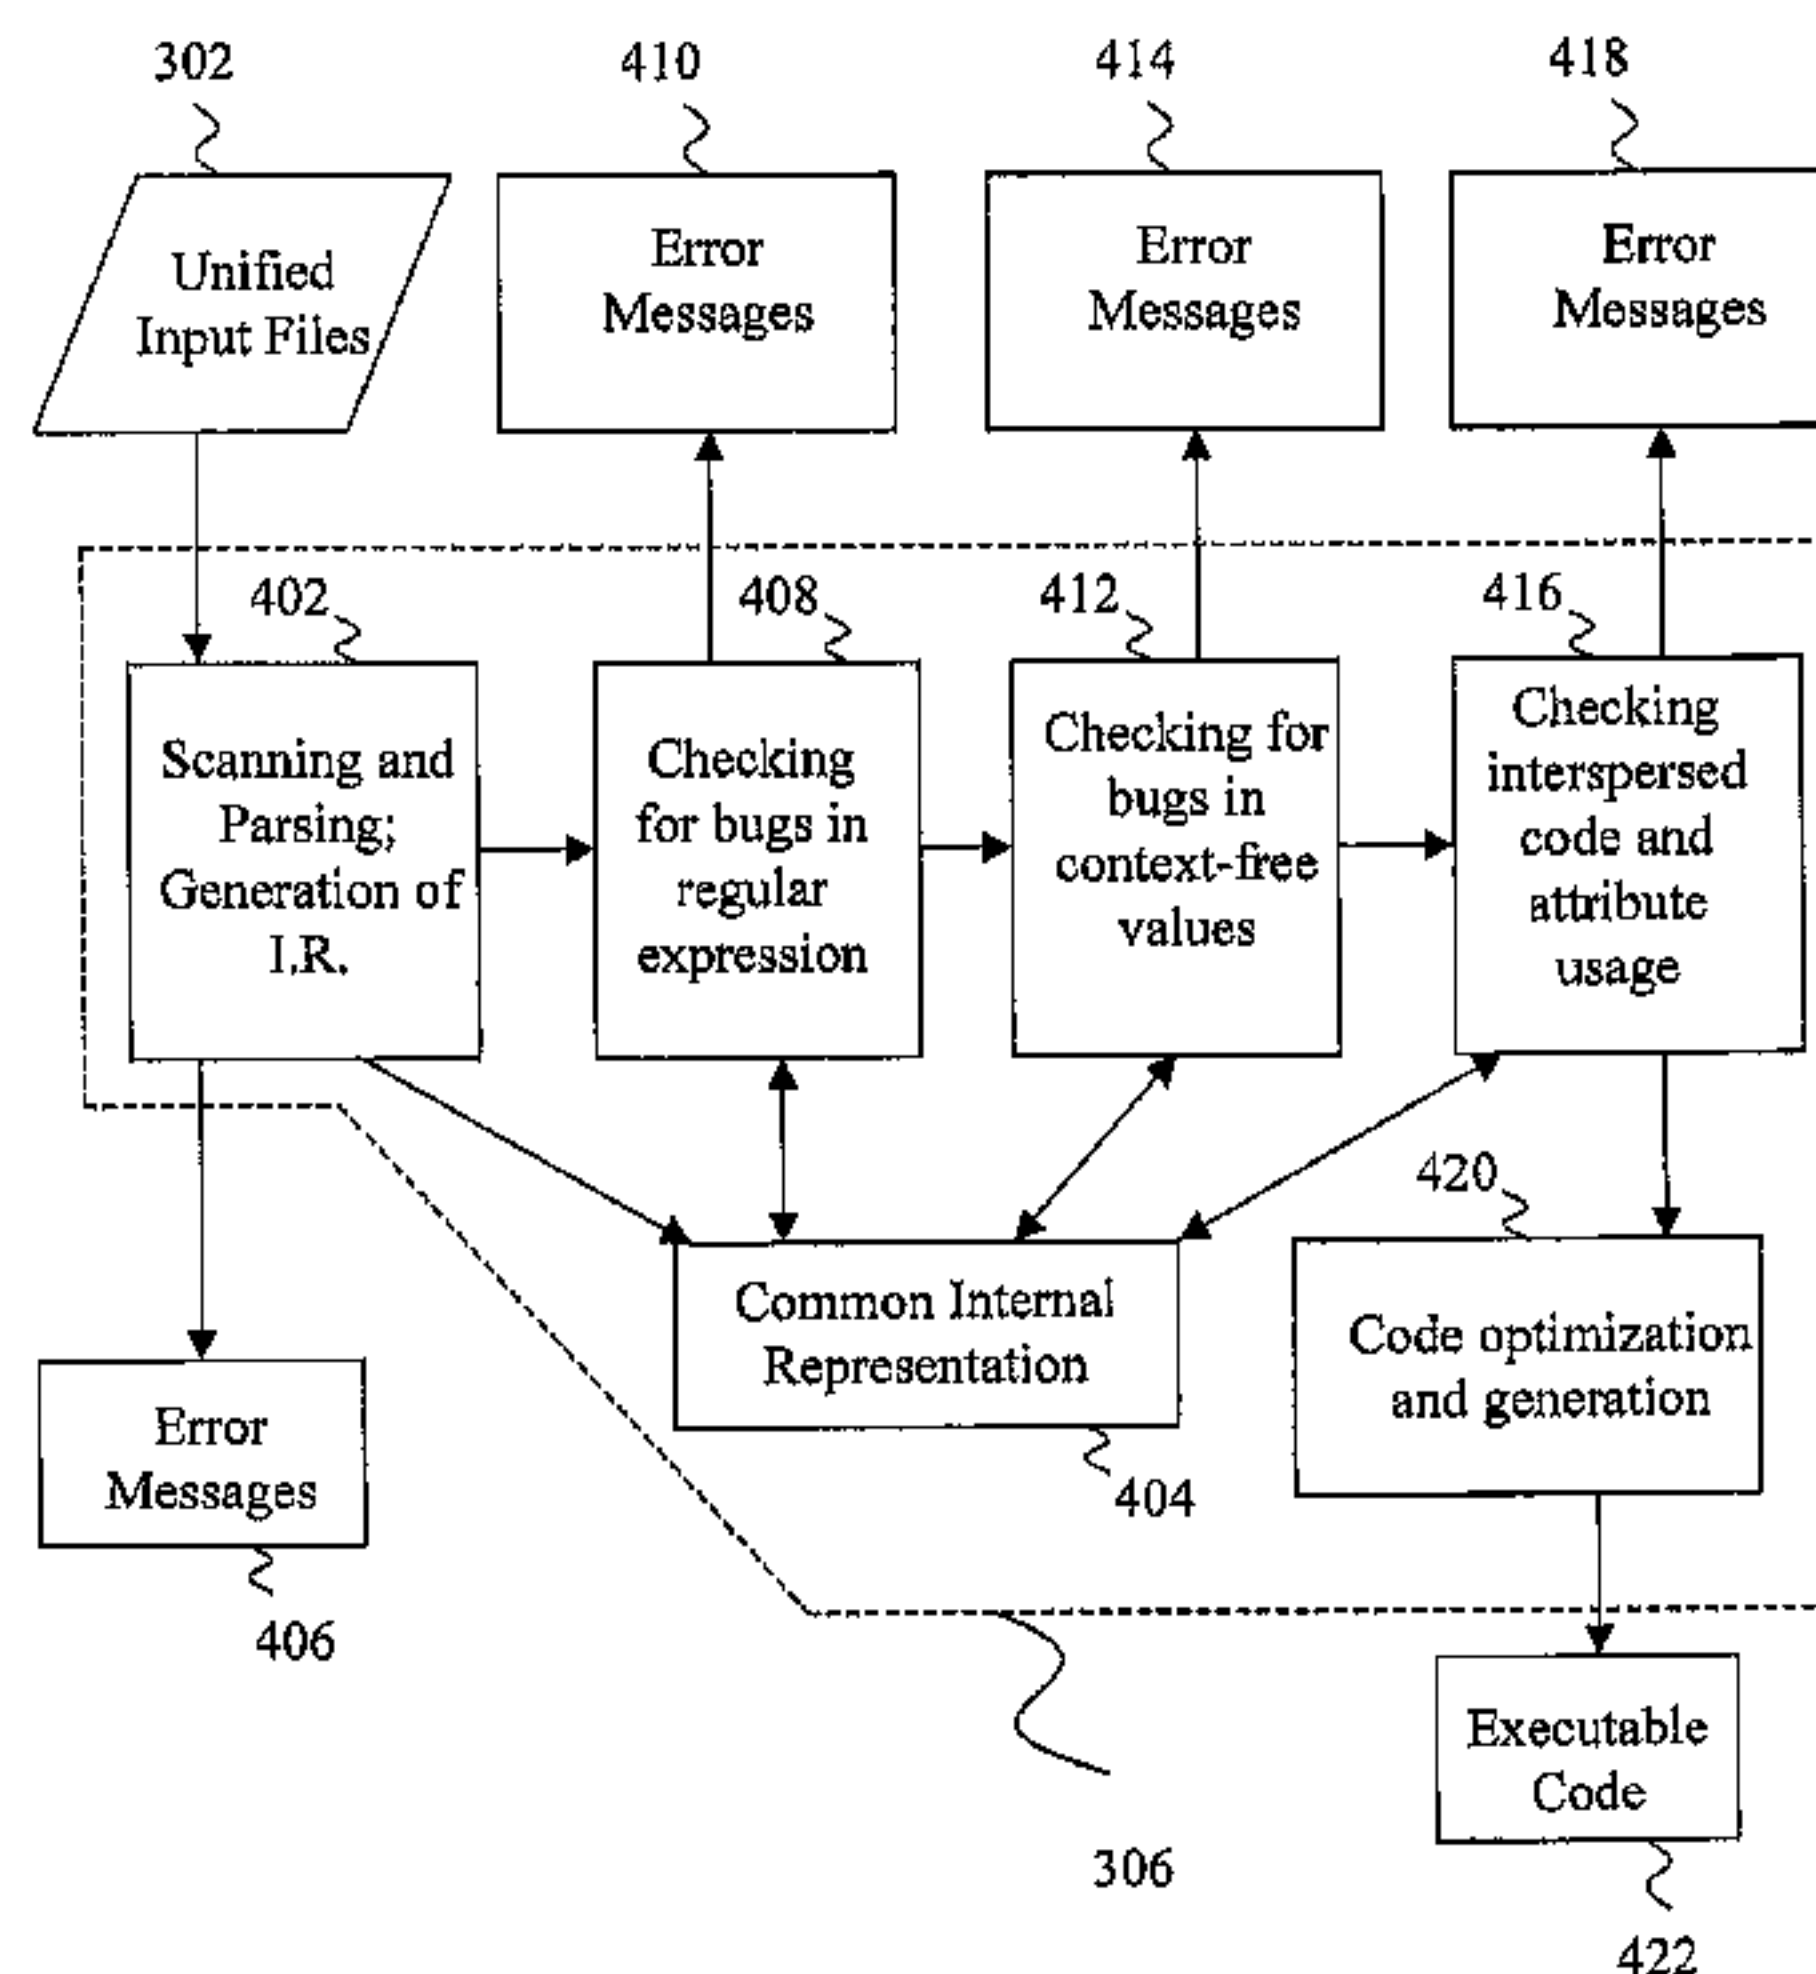 302
410
414
418
Unified
Input Files
Error
Messages
Error
Messages
Error
Messages
402
408
412
416
Scanning and
Parsing;
Generation of
I.R.
Checking
for bugs in
regular
expression
Checking for
bugs in
context-free
values
Checking
interspersed
code and
attribute
usage
420
Common Internal
Representation
404
Code optimization
and generation
Error
Messages
406
306
Executable
Code
422